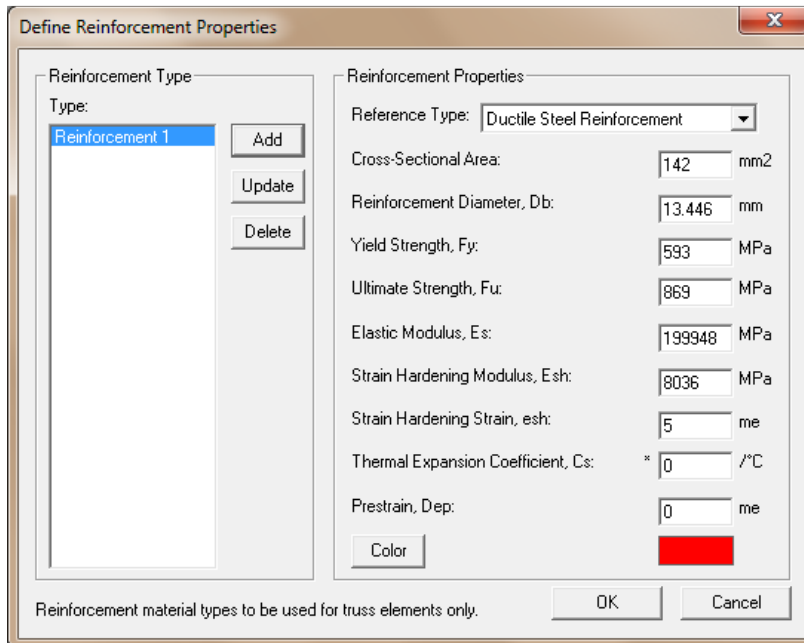 Define Reinforcement Properties
Reinforcement Type
Type:
Reinforcement 1
Add
Update
Delete
Reinforcement Properties
Reference Type: Ductile Steel Reinforcement
Cross-Sectional Area: 142 mm2
Reinforcement Diameter, Db: 13.446 mm
Yield Strength, Fy: 593 MPa
Ultimate Strength, Fu: 869 MPa
Elastic Modulus, Es: 199948 MPa
Strain Hardening Modulus, Esh: 8036 MPa
Strain Hardening Strain, esh: 5 me
Thermal Expansion Coefficient, Cs: * 0 /°C
Prestrain, Dep: 0 me
Color
Reinforcement material types to be used for truss elements only.
OK Cancel